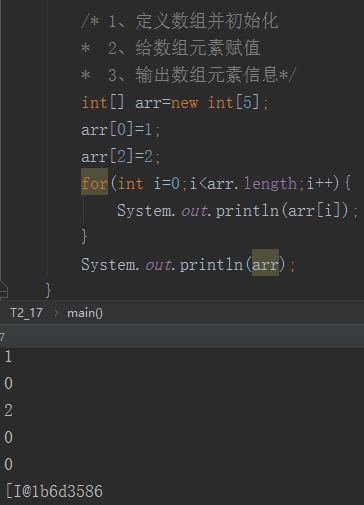 /* 1、定义数组并初始化
* 2、给数组元素赋值
* 3、输出数组元素信息*/
int[] arr=new int[5];
arr[0]=1;
arr[2]=2;
for(int i=0;i<arr.length;i++){
System.out.println(arr[i]);
}
System.out.println(arr);
}
T2_17 › main()
7
1
0
2
0
0
[I@1b6d3586